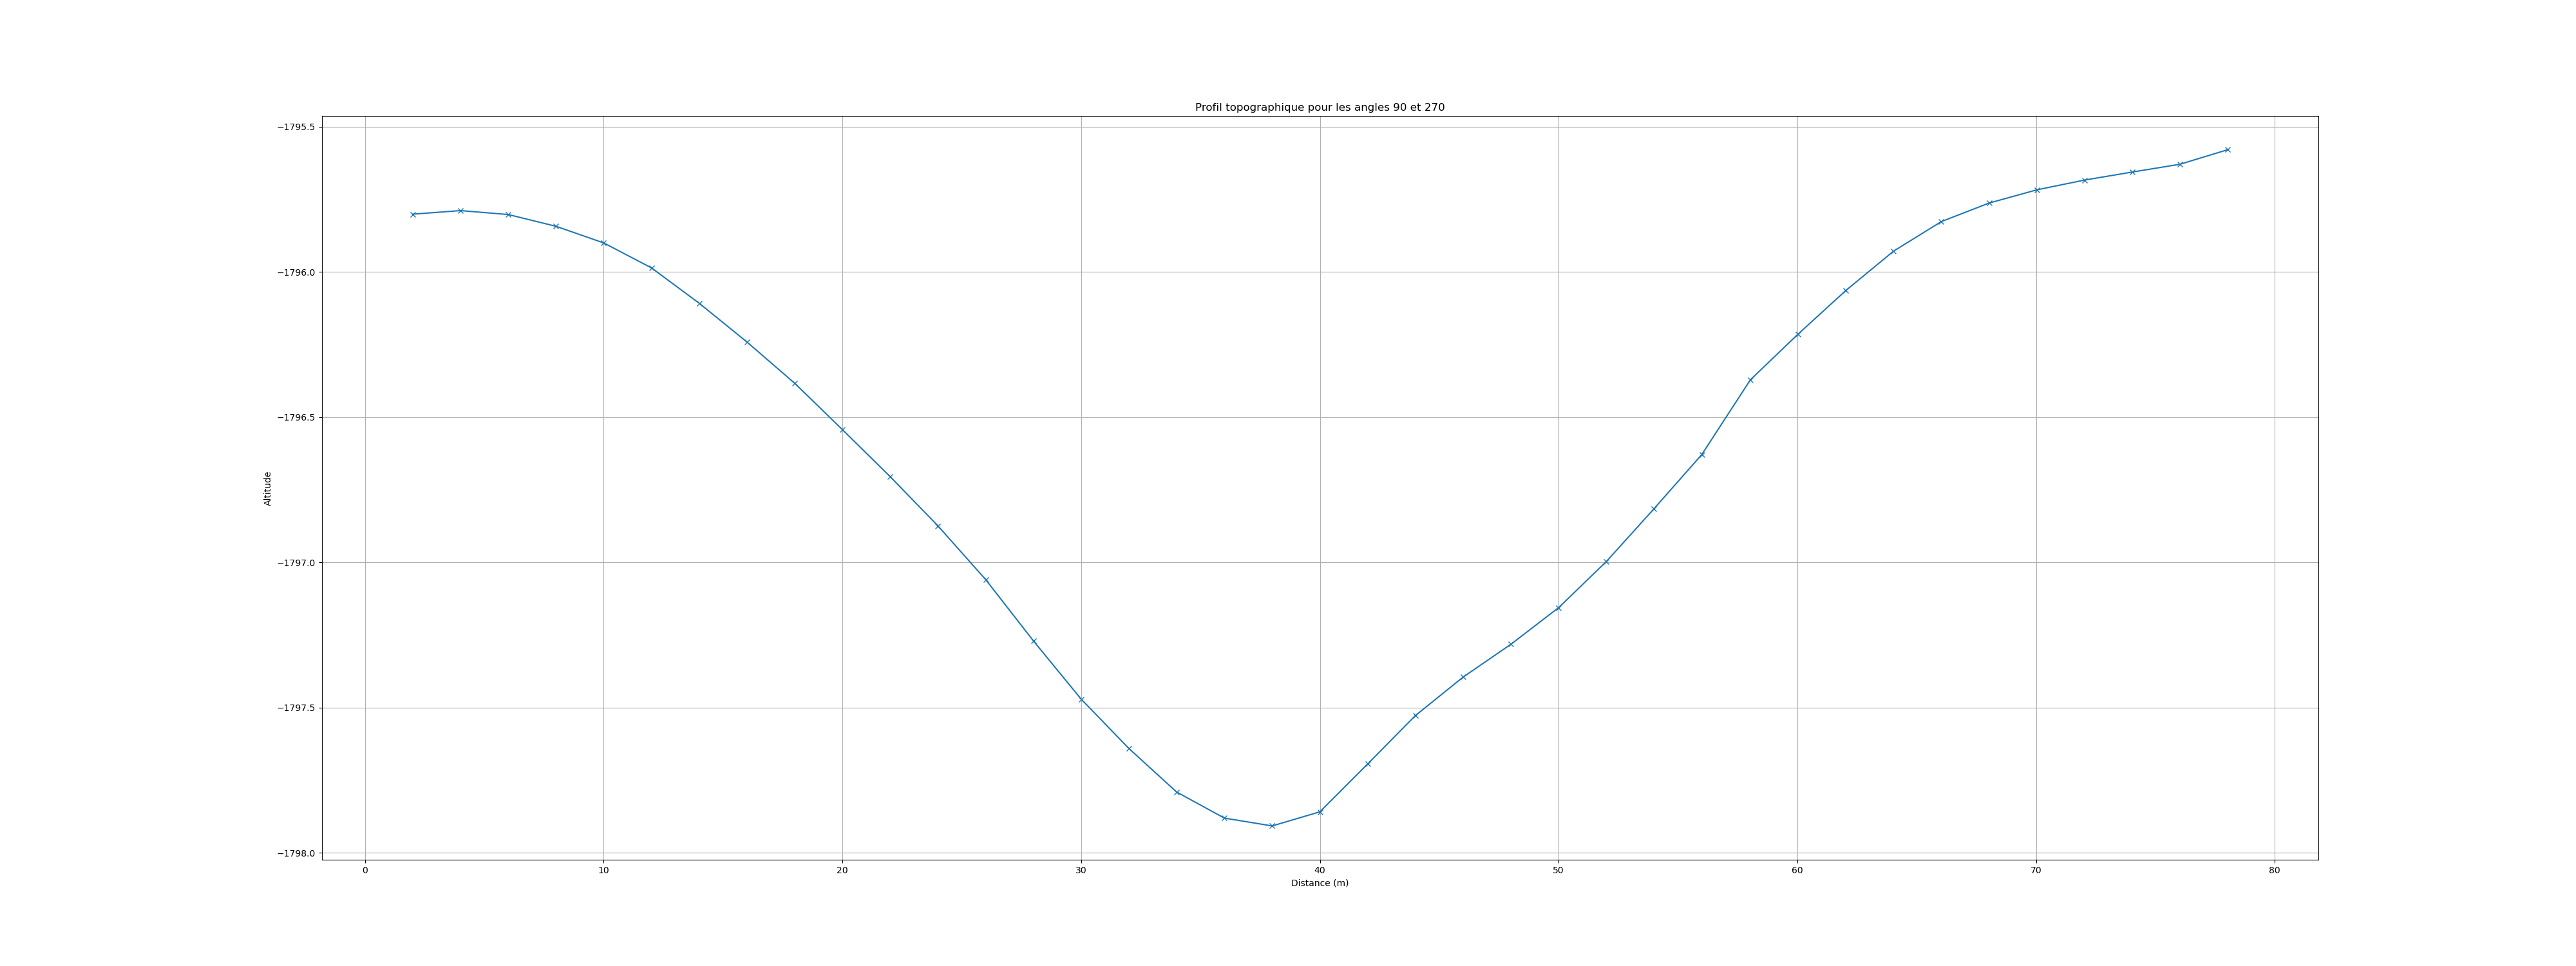 Profil topographique pour les angles 90 et 270
Altitude
−1795.5
−1796.0
−1796.5
−1797.0
−1797.5
−1798.0
0 10 20 30 40 50 60 70 80
Distance (m)